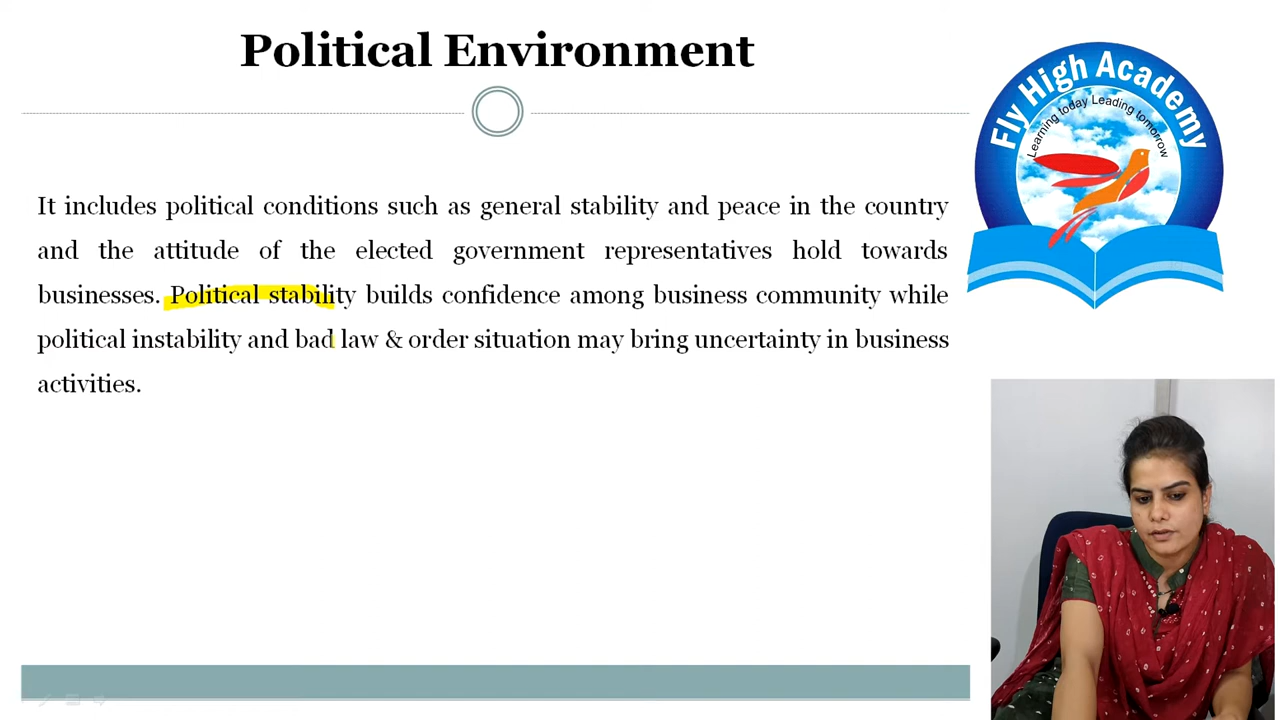 Political Environment
Fly High Academy
Learning today Leading tomorrow
It includes political conditions such as general stability and peace in the country
and the attitude of the elected government representatives hold towards
businesses. Political stability builds confidence among business community while
political instability and bad law & order situation may bring uncertainty in business
activities.